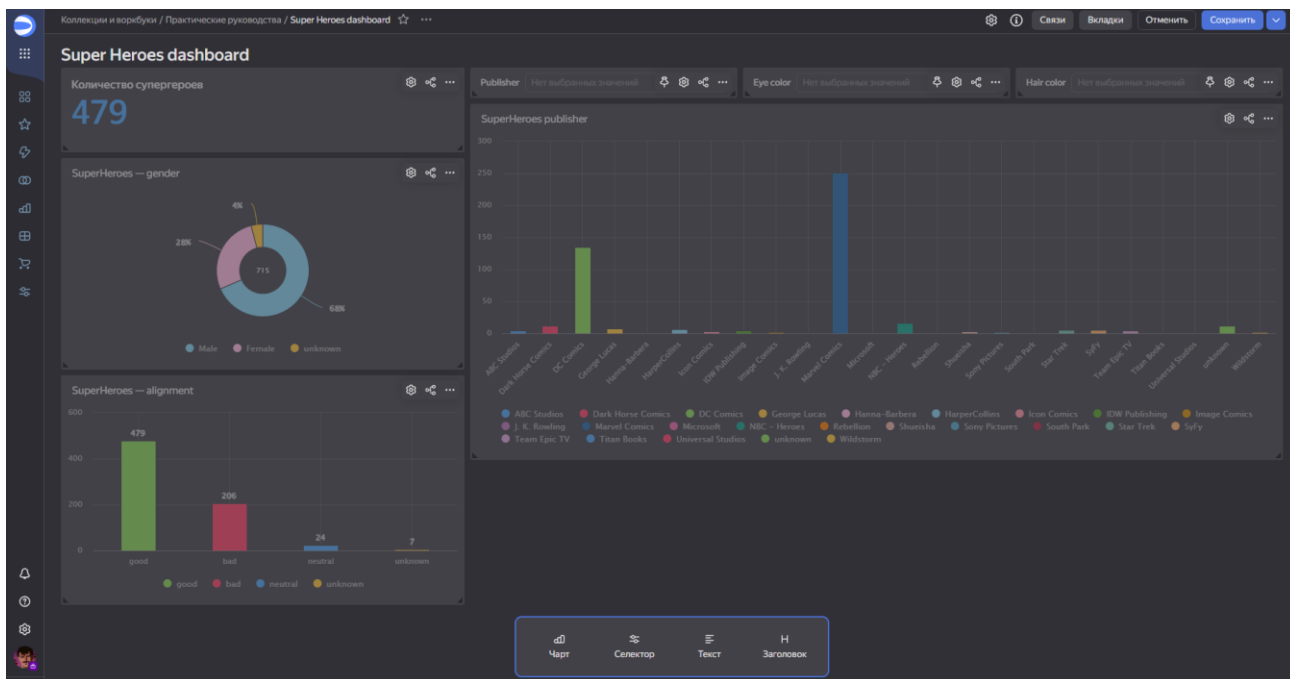 Коллекции и воркбуки / Практические руководства / Super Heroes dashboard
Связи
Вкладки
Отменить
Сохранить
Super Heroes dashboard
Количество супергероев
479
Publisher Нет выбранных значений
Eye color Нет выбранных значений
Hair color Нет выбранных значений
SuperHeroes — gender
4%
28%
715
68%
Male Female unknown
SuperHeroes publisher
300
250
200
150
100
50
0
ABC Studios
Dark Horse Comics
DC Comics
George Lucas
Hanna-Barbera
HarperCollins
Icon Comics
IDW Publishing
Image Comics
J. K. Rowling
Marvel Comics
Microsoft
NBC - Heroes
Rebellion
Shueisha
Sony Pictures
South Park
Star Trek
SyFy
Team Epic TV
Titan Books
Universal Studios
unknown
Wildstorm
ABC Studios Dark Horse Comics DC Comics George Lucas Hanna-Barbera HarperCollins Icon Comics IDW Publishing Image Comics
J. K. Rowling Marvel Comics Microsoft NBC - Heroes Rebellion Shueisha Sony Pictures South Park Star Trek SyFy
Team Epic TV Titan Books Universal Studios unknown Wildstorm
SuperHeroes — alignment
600
400
200
0
479
206
24
7
good bad neutral unknown
good bad neutral unknown
Чарт
Селектор
Текст
H
Заголовок